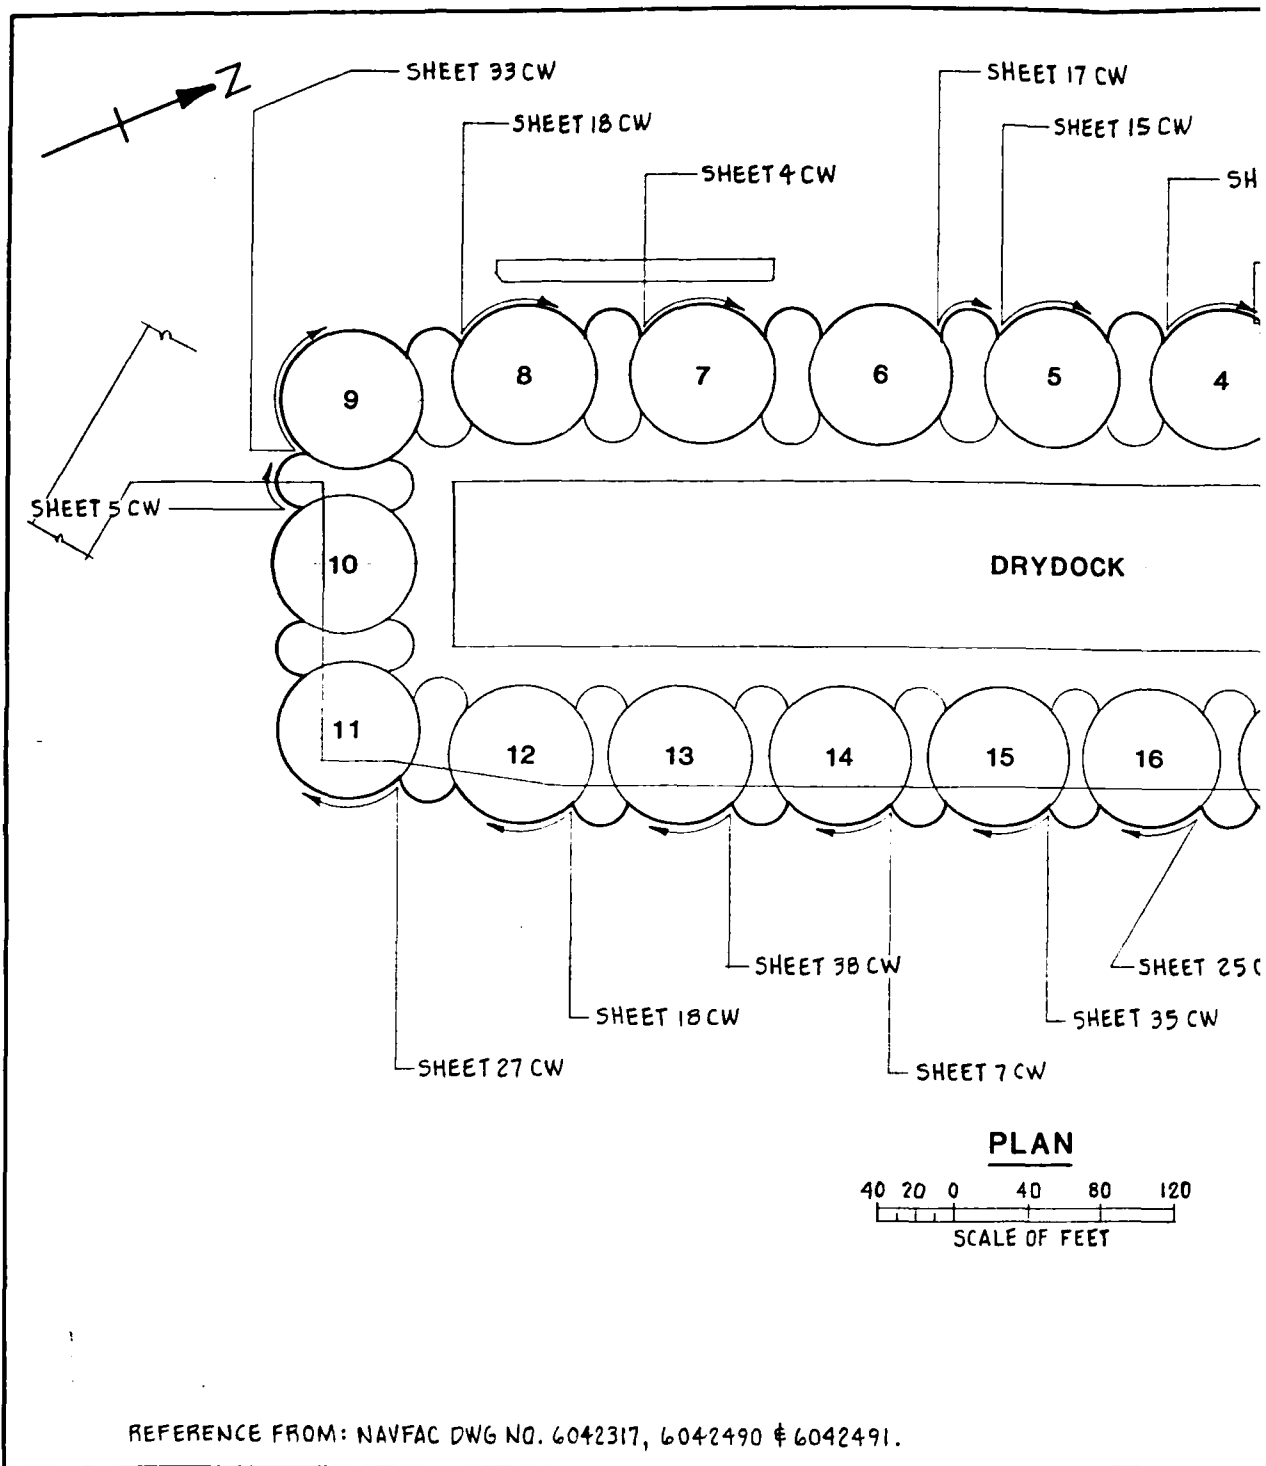 Z
SHEET 33 CW
SHEET 17 CW
SHEET 18 CW
SHEET 15 CW
SHEET 4 CW
SH
9
8
7
6
5
4
SHEET 5 CW
10
DRYDOCK
11
12
13
14
15
16
SHEET 38 CW
SHEET 25 C
SHEET 18 CW
SHEET 35 CW
SHEET 27 CW
SHEET 7 CW
PLAN
40 20 0 40 80 120
SCALE OF FEET
REFERENCE FROM: NAVFAC DWG NO. 6042317, 6042490 & 6042491.